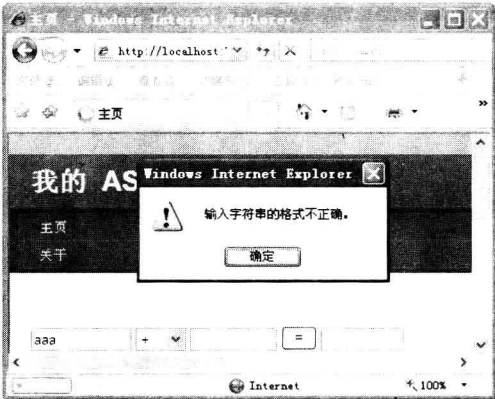 主页 - Windows Internet Explorer
http://localhost
主页
我的 AS
Windows Internet Explorer
输入字符串的格式不正确。
确定
主页
关于
aaa
+
=
Internet
100%